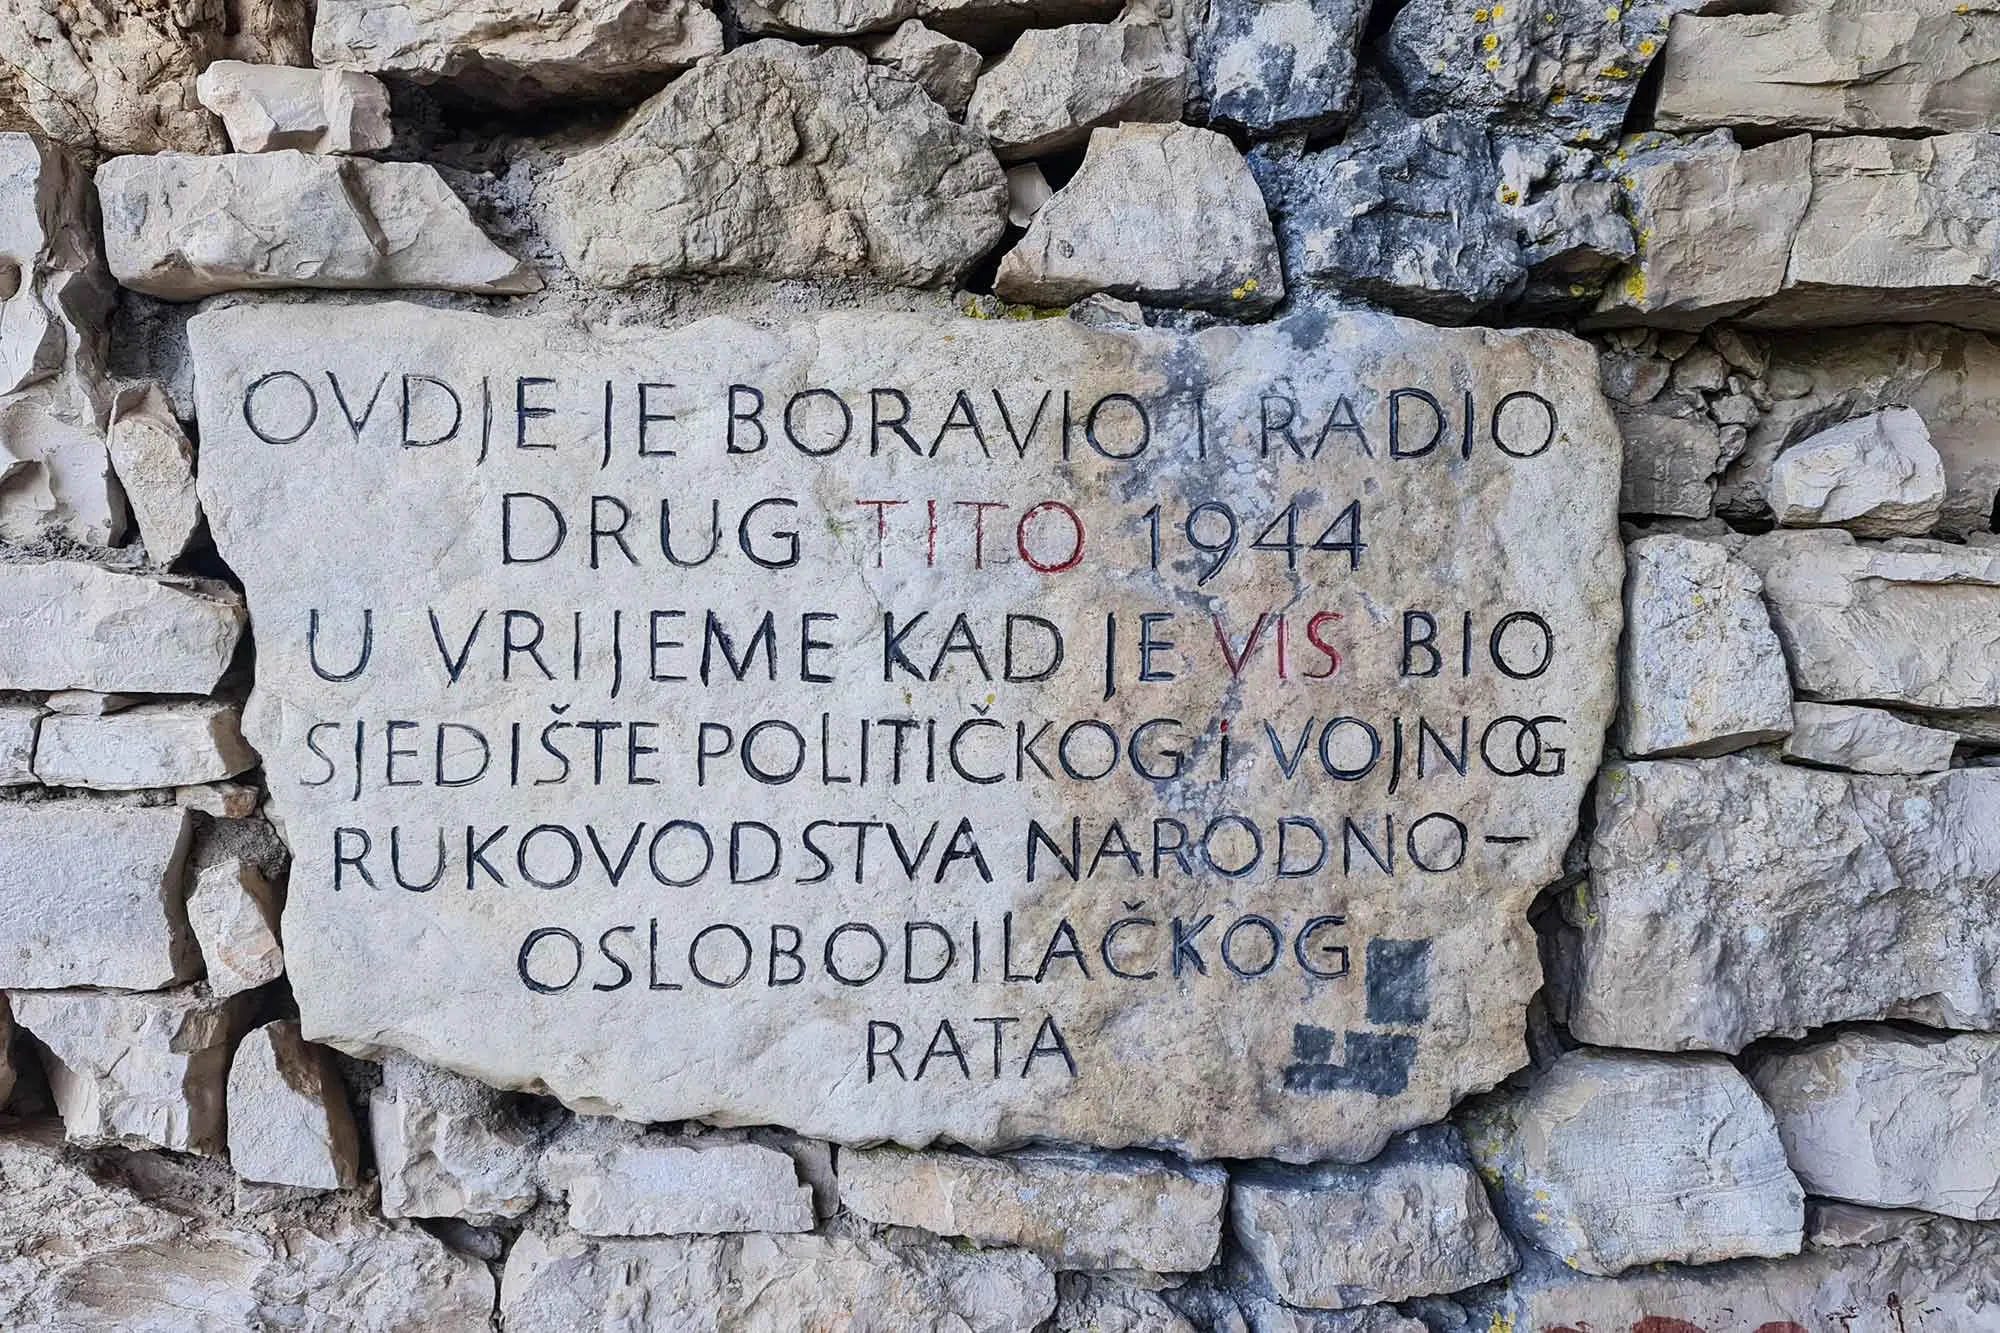 OVDJE JE BORAVIO I RADIO
DRUG TITO 1944
U VRIJEME KAD JE VIS BIO
SJEDIŠTE POLITIČKOG i VOJNOG
RUKOVODSTVA NARODNO-
OSLOBODILAČKOG
RATA